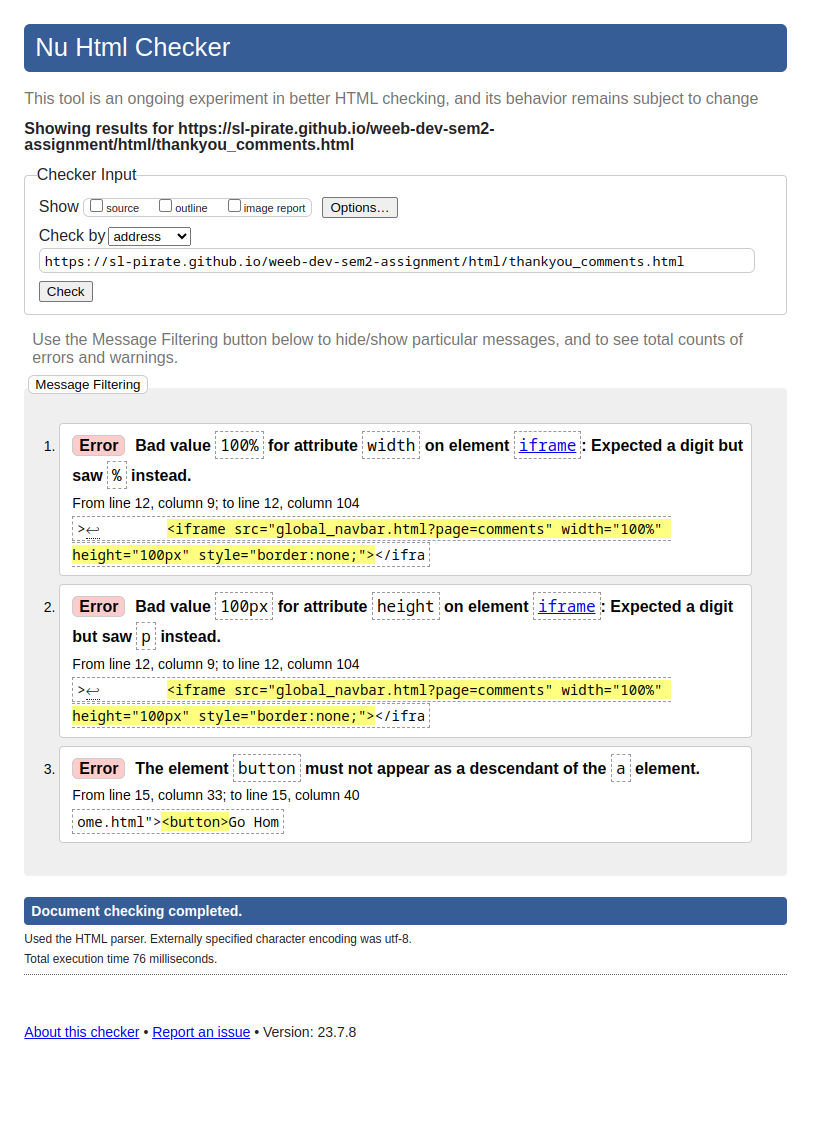 Nu Html Checker
This tool is an ongoing experiment in better HTML checking, and its behavior remains subject to change
Showing results for https://sl-pirate.github.io/weeb-dev-sem2-
assignment/html/thankyou_comments.html
Checker Input
Show source outline image report Options...
Check by address
https://sl-pirate.github.io/weeb-dev-sem2-assignment/html/thankyou_comments.html
Check
Use the Message Filtering button below to hide/show particular messages, and to see total counts of
errors and warnings.
Message Filtering
1. Error Bad value 100% for attribute width on element iframe: Expected a digit but
saw % instead.
From line 12, column 9; to line 12, column 104
>↩ <iframe src="global_navbar.html?page=comments" width="100%"
height="100px" style="border:none;"></ifra
2. Error Bad value 100px for attribute height on element iframe: Expected a digit
but saw p instead.
From line 12, column 9; to line 12, column 104
>↩ <iframe src="global_navbar.html?page=comments" width="100%"
height="100px" style="border:none;"></ifra
3. Error The element button must not appear as a descendant of the a element.
From line 15, column 33; to line 15, column 40
ome.html"><button>Go Hom
Document checking completed.
Used the HTML parser. Externally specified character encoding was utf-8.
Total execution time 76 milliseconds.
About this checker • Report an issue • Version: 23.7.8